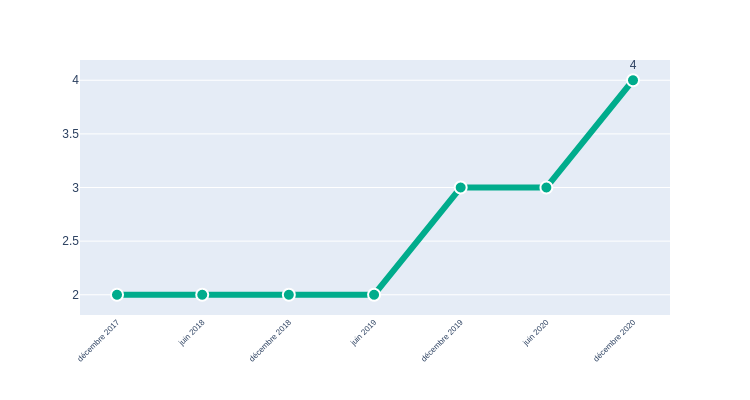 4
4
3.5
3
2.5
2
décembre 2017
juin 2018
décembre 2018
juin 2019
décembre 2019
juin 2020
décembre 2020